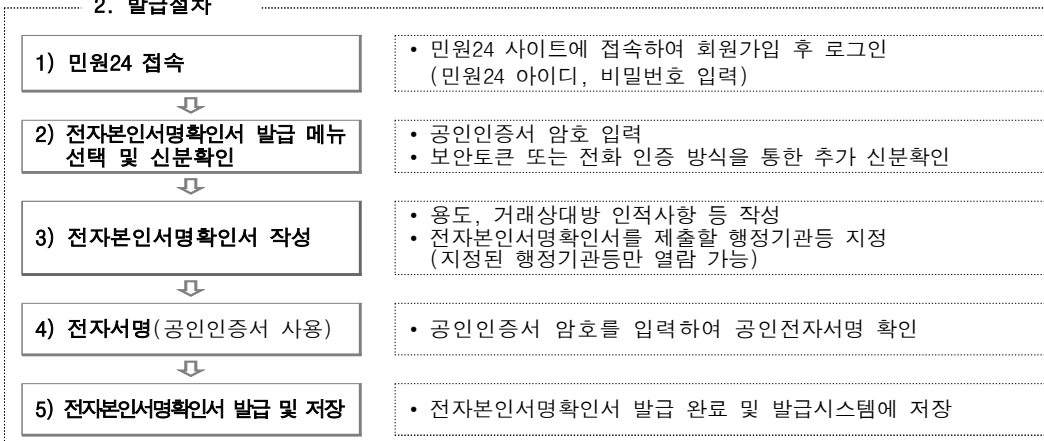 2. 발급절차
1) 민원24 접속
• 민원24 사이트에 접속하여 회원가입 후 로그인
(민원24 아이디, 비밀번호 입력)
2) 전자본인서명확인서 발급 메뉴
선택 및 신분확인
• 공인인증서 암호 입력
• 보안토큰 또는 전화 인증 방식을 통한 추가 신분확인
3) 전자본인서명확인서 작성
• 용도, 거래상대방 인적사항 등 작성
• 전자본인서명확인서를 제출할 행정기관등 지정
(지정된 행정기관등만 열람 가능)
4) 전자서명(공인인증서 사용)
• 공인인증서 암호를 입력하여 공인전자서명 확인
5) 전자본인서명확인서 발급 및 저장
• 전자본인서명확인서 발급 완료 및 발급시스템에 저장